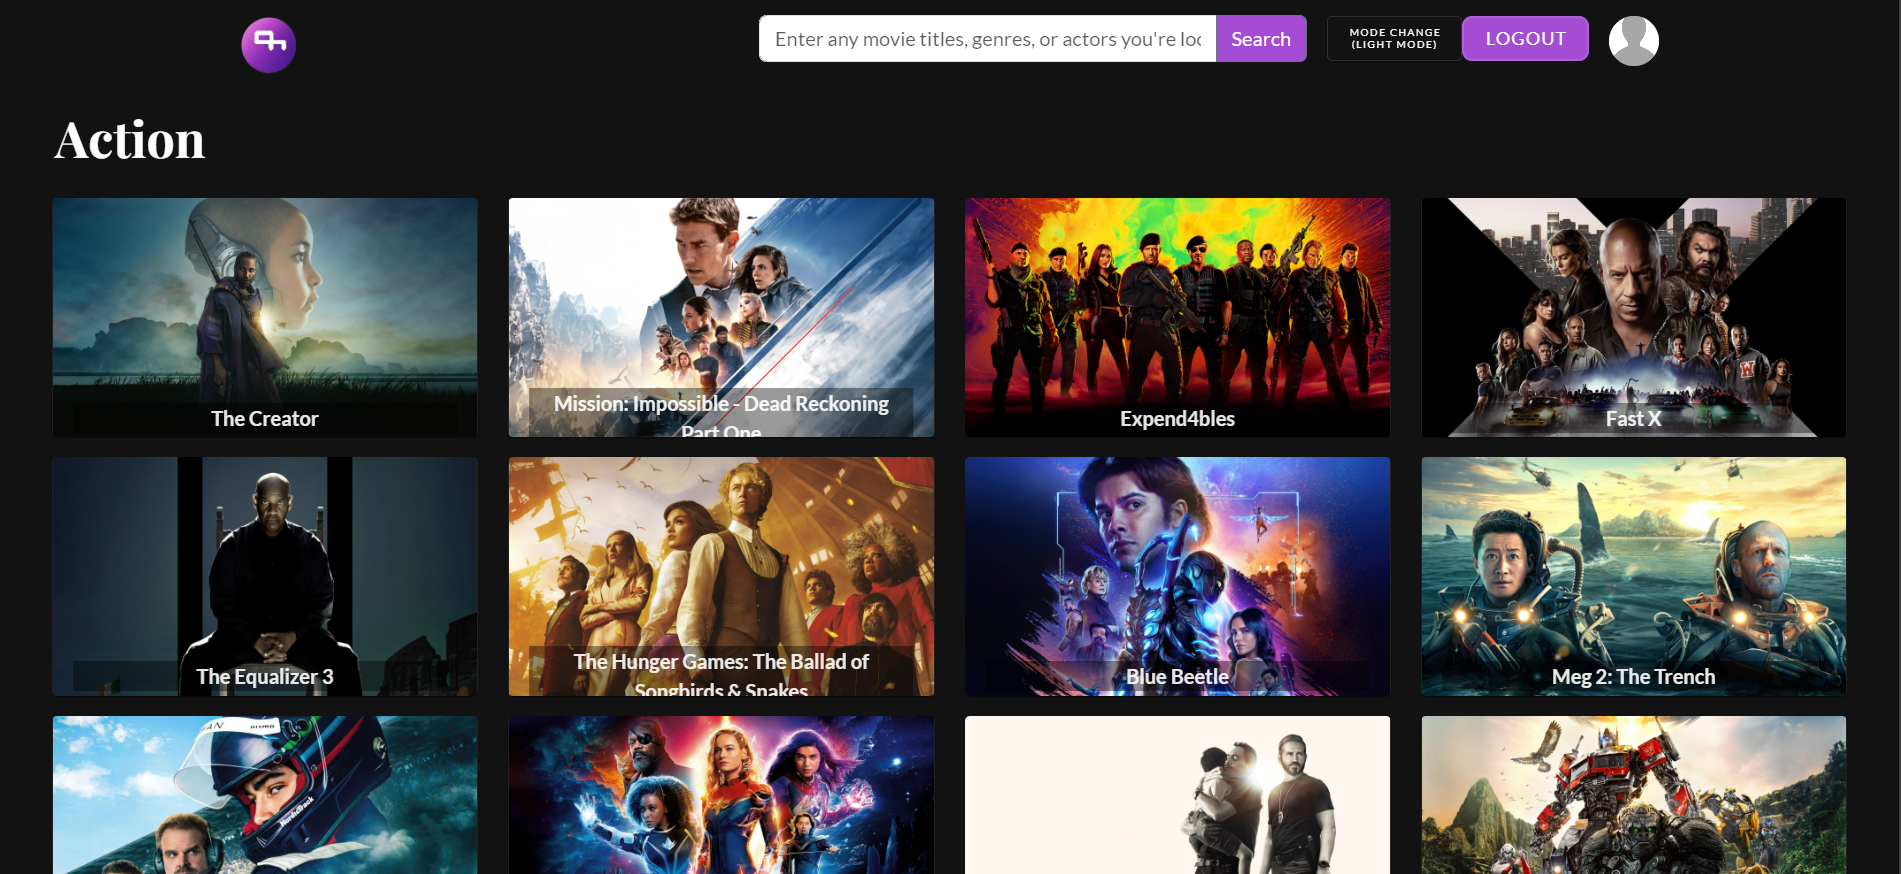 Enter any movie titles, genres, or actors you're loc
Search
MODE CHANGE
(LIGHT MODE)
LOGOUT
Action
The Creator
Mission: Impossible - Dead Reckoning
Part One
Expend4bles
Fast X
The Equalizer 3
The Hunger Games: The Ballad of
Songbirds & Snakes
Blue Beetle
Meg 2: The Trench